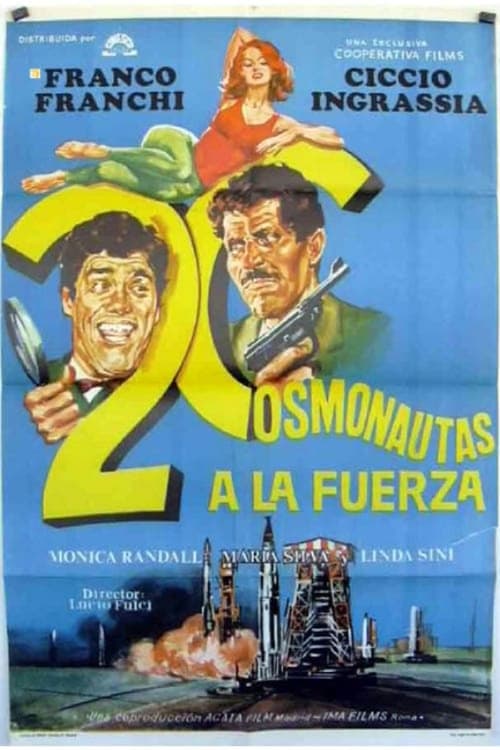 DISTRIBUIDA por
UNA EXCLUSIVA
COOPERATIVA FILMS
FRANCO
FRANCHI
CICCIO
INGRASSIA
2 COSMONAUTAS
A LA FUERZA
MONICA RANDALL MARIA SILVA y LINDA SINI
Director:
Lucio Fulci
Una coproducción AGATA FILM Madrid - IMA FILMS Roma